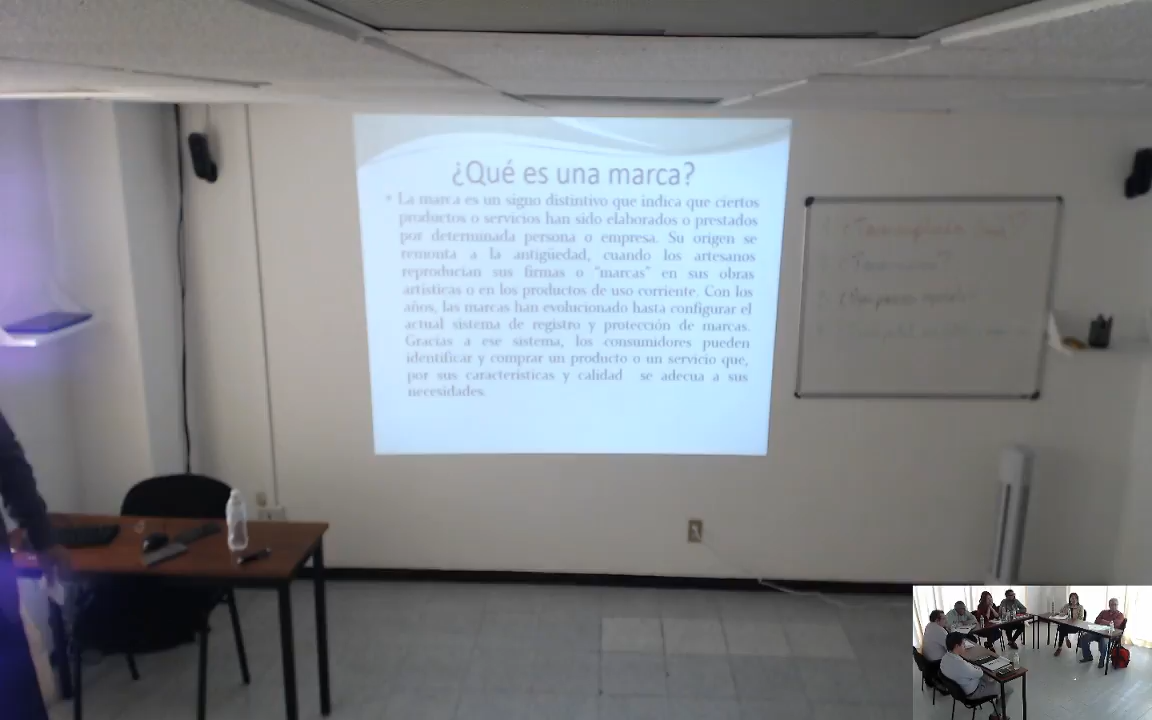 ¿Qué es una marca?
• La marca es un signo distintivo que indica que ciertos
productos o servicios han sido elaborados o prestados
por determinada persona o empresa. Su origen se
remonta a la antigüedad, cuando los artesanos
reproducían sus firmas o "marcas" en sus obras
artísticas o en los productos de uso corriente. Con los
años, las marcas han evolucionado hasta configurar el
actual sistema de registro y protección de marcas.
Gracias a ese sistema, los consumidores pueden
identificar y comprar un producto o un servicio que,
por sus características y calidad se adecua a sus
necesidades.